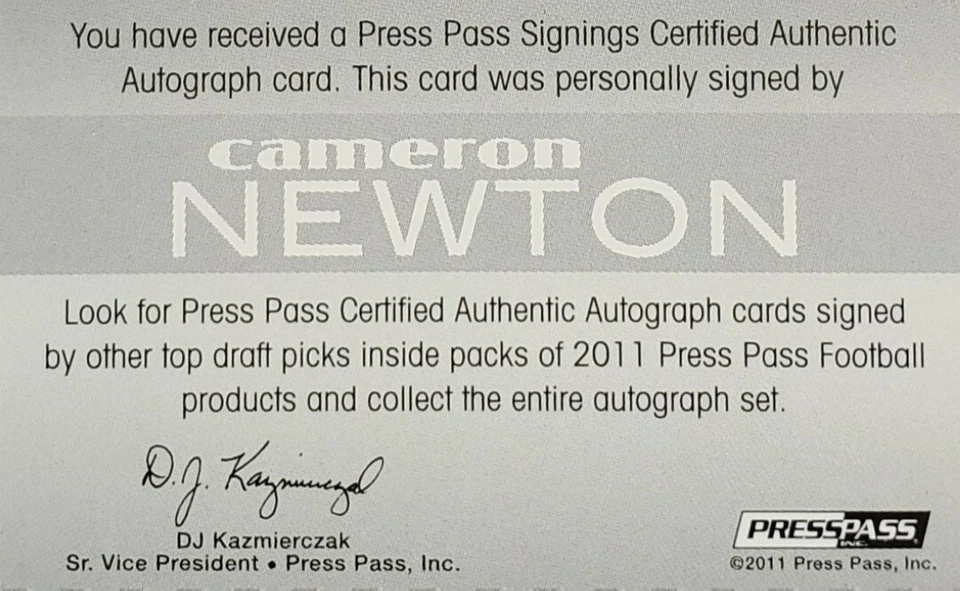 You have received a Press Pass Signings Certified Authentic
Autograph card. This card was personally signed by
cameron
NEWTON
Look for Press Pass Certified Authentic Autograph cards signed
by other top draft picks inside packs of 2011 Press Pass Football
products and collect the entire autograph set.
D.J. Kazmierczak
DJ Kazmierczak
Sr. Vice President • Press Pass, Inc.
PRESSPASS
INC.
©2011 Press Pass, Inc.